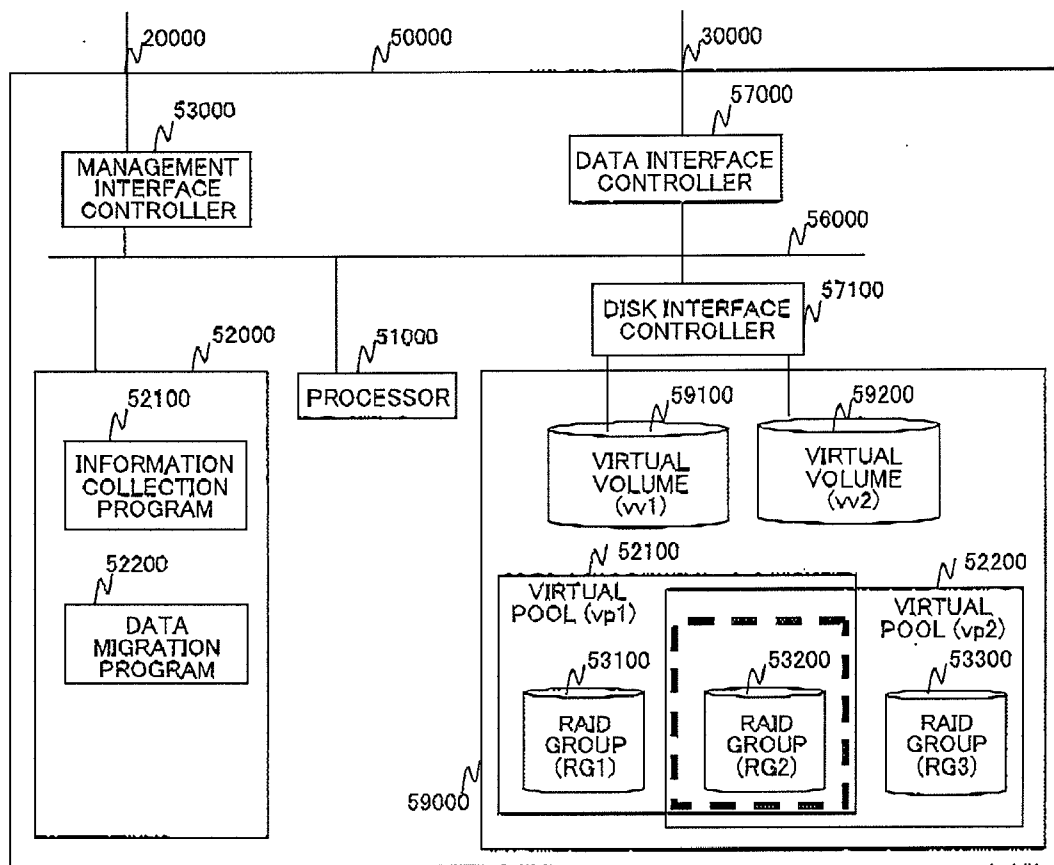 20000
50000
30000
53000
57000
MANAGEMENT
INTERFACE
CONTROLLER
DATA INTERFACE
CONTROLLER
56000
57100
DISK INTERFACE
CONTROLLER
52000
51000
PROCESSOR
52100
INFORMATION
COLLECTION
PROGRAM
52200
DATA
MIGRATION
PROGRAM
59100
59200
VIRTUAL
VOLUME
(vv1)
VIRTUAL
VOLUME
(vv2)
52100
52200
VIRTUAL
POOL (vp1)
VIRTUAL
POOL (vp2)
53100
53200
53300
RAID
GROUP
(RG1)
RAID
GROUP
(RG2)
RAID
GROUP
(RG3)
59000